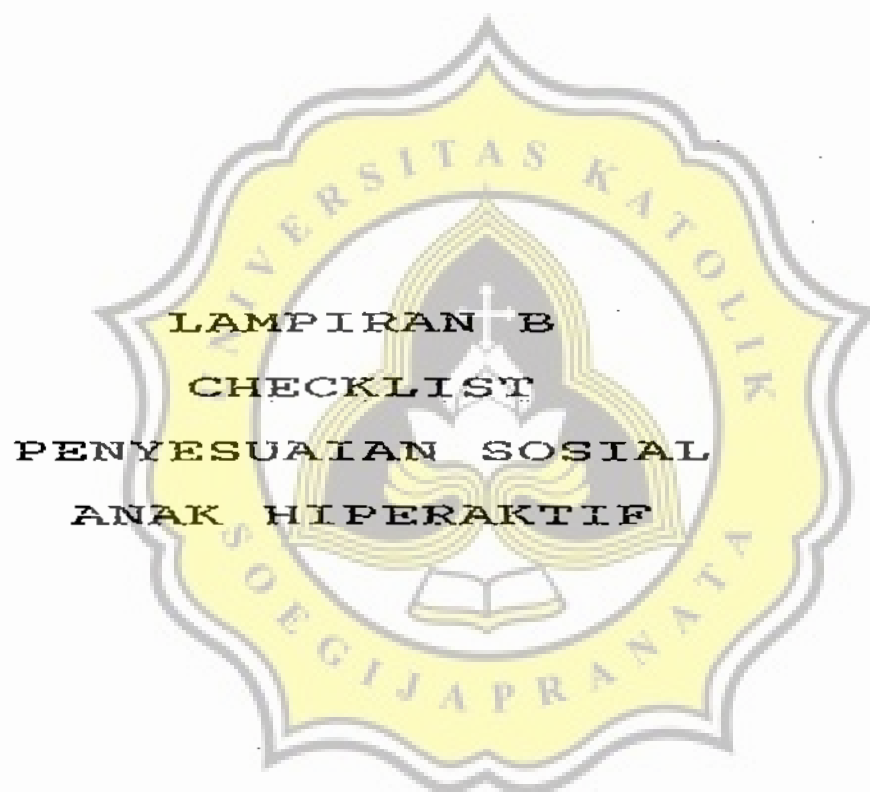 UNIVERSITAS KATOLIK
LAMPIRAN B
CHECKLIST
PENYESUAIAN SOSIAL
ANAK HIPERAKTIF
SOEGIJAPRANATA